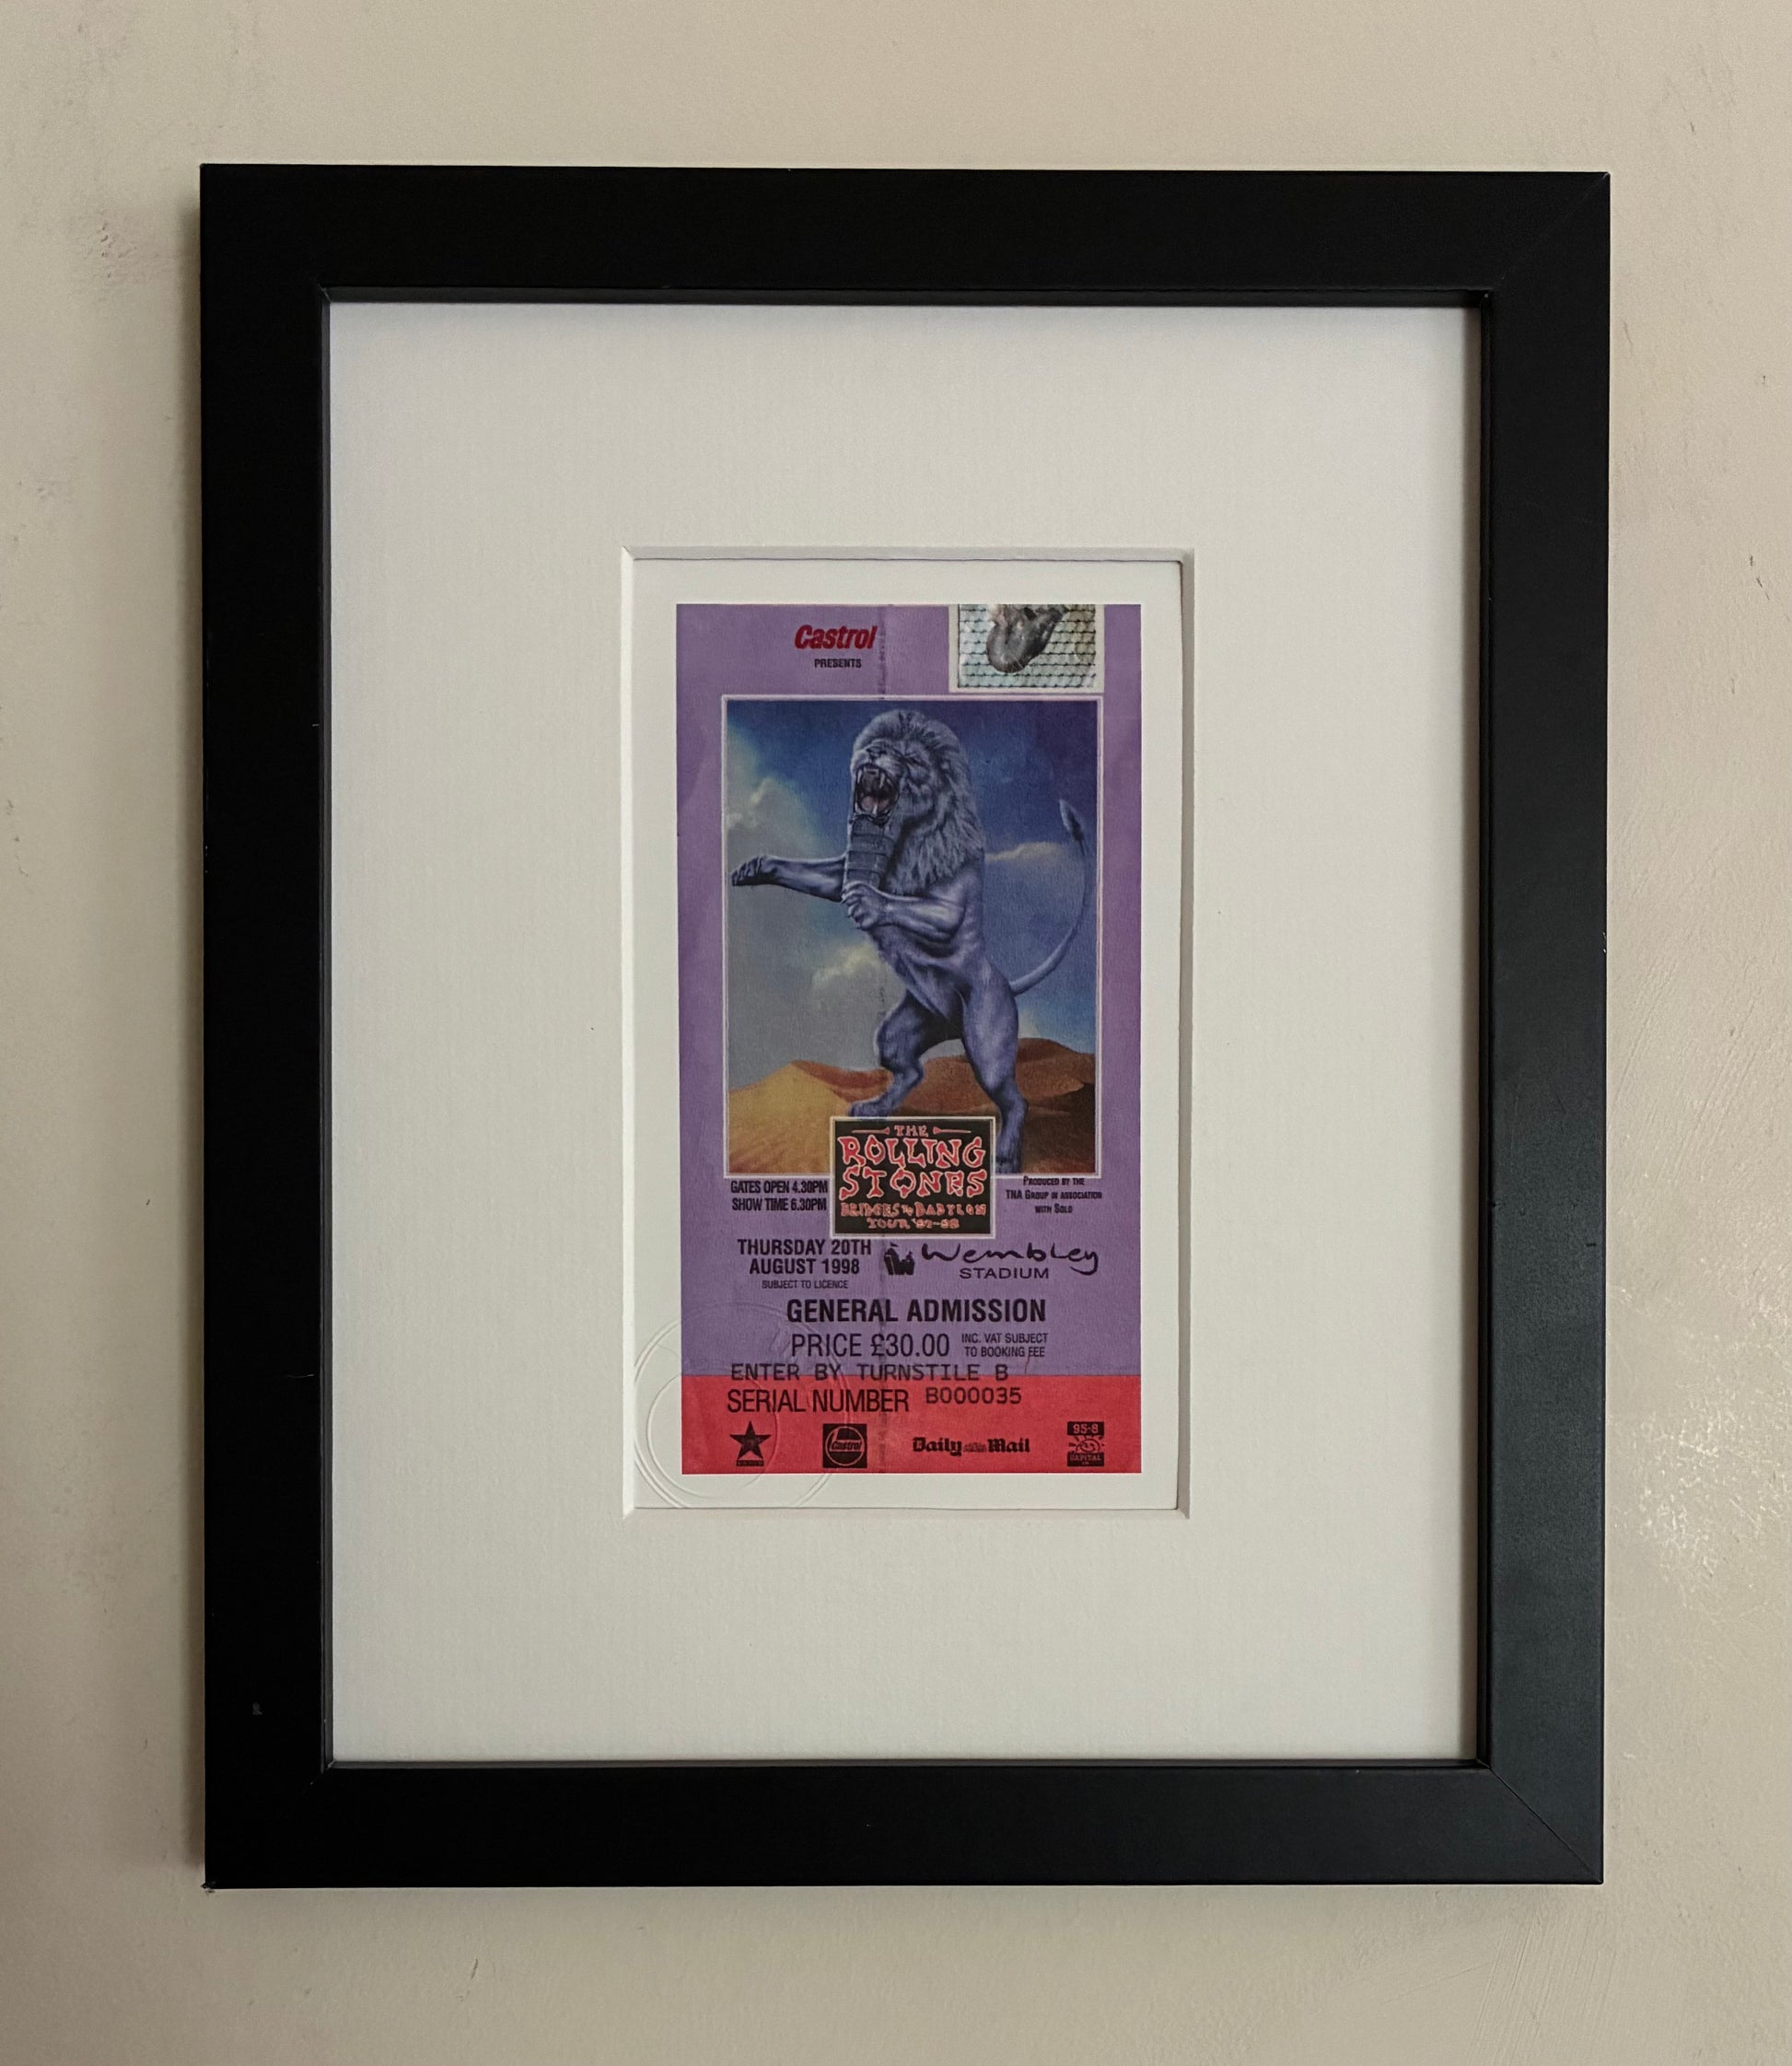 Castrol
PRESENTS
THE
ROLLING
STONES
BRIDGES TO BABYLON
TOUR '97-98
GATES OPEN 4.30PM
SHOW TIME 6.30PM
PRODUCED BY THE
TNA GROUP IN ASSOCIATION
WITH SOLO
THURSDAY 20TH
AUGUST 1998
SUBJECT TO LICENCE
Wembley
STADIUM
GENERAL ADMISSION
PRICE £30.00 INC. VAT SUBJECT
TO BOOKING FEE
ENTER BY TURNSTILE B
SERIAL NUMBER B000035
Castrol
Daily Mail
95·8
CAPITAL